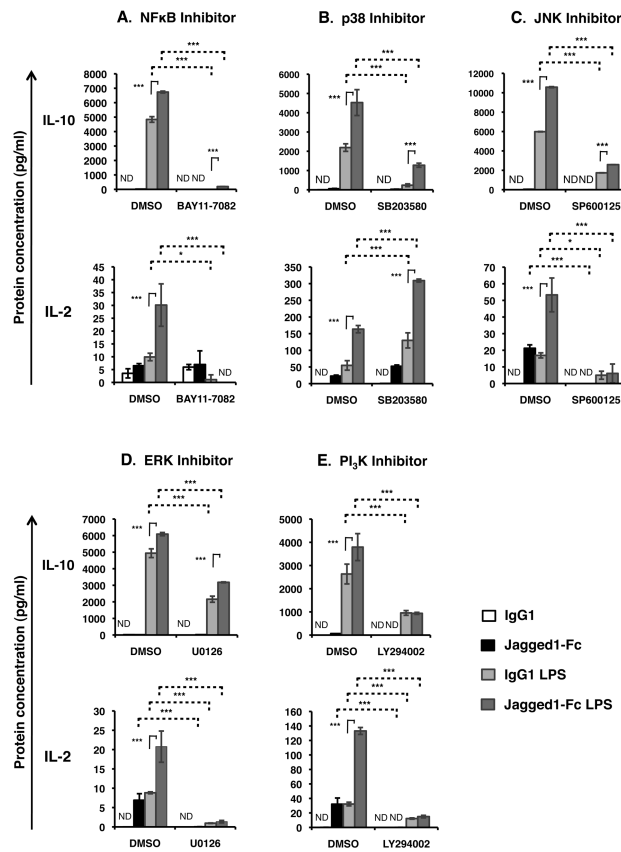 A. NFκB Inhibitor
B. p38 Inhibitor
C. JNK Inhibitor
Protein concentration (pg/ml)
IL-10
8000
7000
6000
5000
4000
3000
2000
1000
0
***
***
***
***
ND
ND ND
DMSO
BAY11-7082
6000
5000
4000
3000
2000
1000
0
***
***
***
***
ND
ND
DMSO
SB203580
12000
10000
8000
6000
4000
2000
0
***
***
***
***
ND
NDND
DMSO
SP600125
IL-2
45
40
35
30
25
20
15
10
5
0
***
*
***
ND
DMSO
BAY11-7082
350
300
250
200
150
100
50
0
***
***
***
***
ND
ND
DMSO
SB203580
70
60
50
40
30
20
10
0
***
*
***
***
ND
ND ND
DMSO
SP600125
D. ERK Inhibitor
E. PI3K Inhibitor
Protein concentration (pg/ml)
IL-10
7000
6000
5000
4000
3000
2000
1000
0
***
***
***
***
ND
ND
DMSO
U0126
5000
4000
3000
2000
1000
0
***
***
***
ND
ND ND
DMSO
LY294002
IL-2
30
25
20
15
10
5
0
***
***
***
***
ND
ND
DMSO
U0126
160
140
120
100
80
60
40
20
0
***
***
***
***
ND
ND ND
DMSO
LY294002
IgG1
Jagged1-Fc
IgG1 LPS
Jagged1-Fc LPS